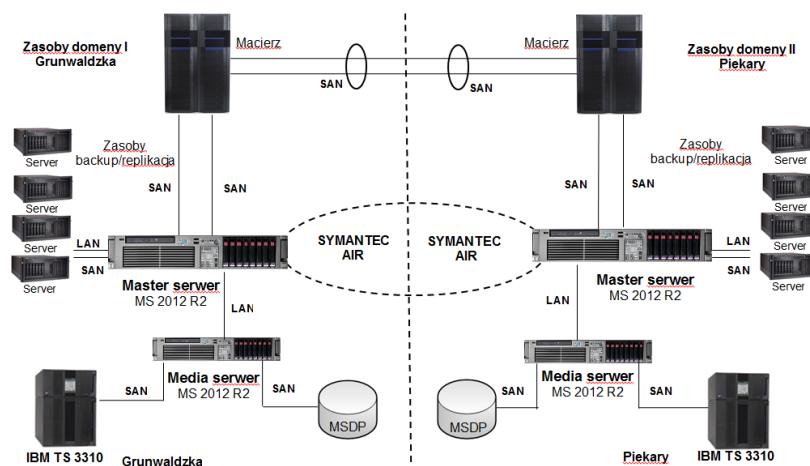 Zasoby domeny I
Grunwaldzka
Macierz
SAN
Macierz
SAN
Zasoby domeny II
Piekary
Server
Server
Server
Server
Zasoby
backup/replikacja
SAN
SAN
LAN
SAN
SYMANTEC
AIR
SYMANTEC
AIR
SAN
SAN
Zasoby
backup/replikacja
Server
Server
Server
Server
LAN
SAN
Master serwer
MS 2012 R2
LAN
Media serwer
MS 2012 R2
SAN
SAN
MSDP
IBM TS 3310
Grunwaldzka
Master serwer
MS 2012 R2
LAN
Media serwer
MS 2012 R2
SAN
SAN
MSDP
IBM TS 3310
Piekary